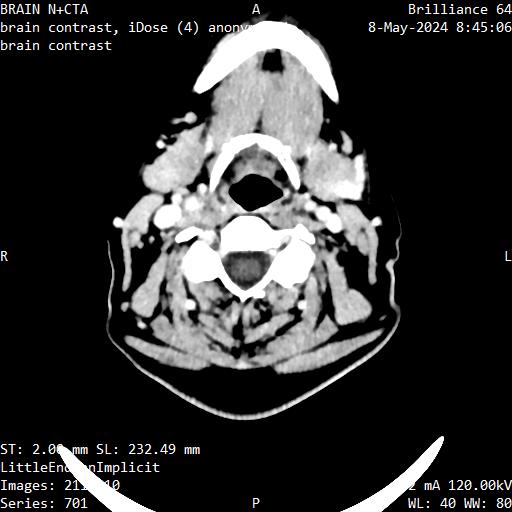 BRAIN N+CTA
A
Brilliance 64
brain contrast, iDose (4)
8-May-2024 8:45:06
brain contrast
R
L
ST: 2.00 mm SL: 232.49 mm
Images:
mA 120.00kV
Series: 701
P
WL: 40 WW: 80